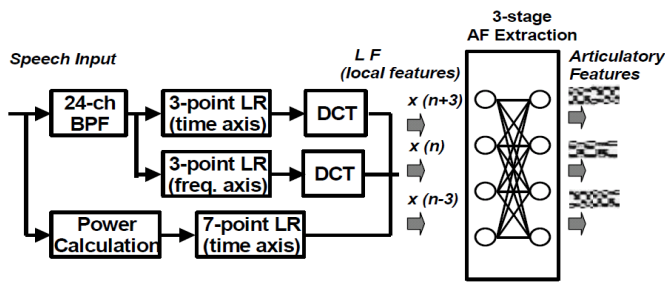 3-stage
AF Extraction
Speech Input
L F
(local features)
Articulatory
Features
24-ch
BPF
3-point LR
(time axis)
DCT
x (n+3)
3-point LR
(freq. axis)
DCT
x (n)
x (n-3)
Power
Calculation
7-point LR
(time axis)